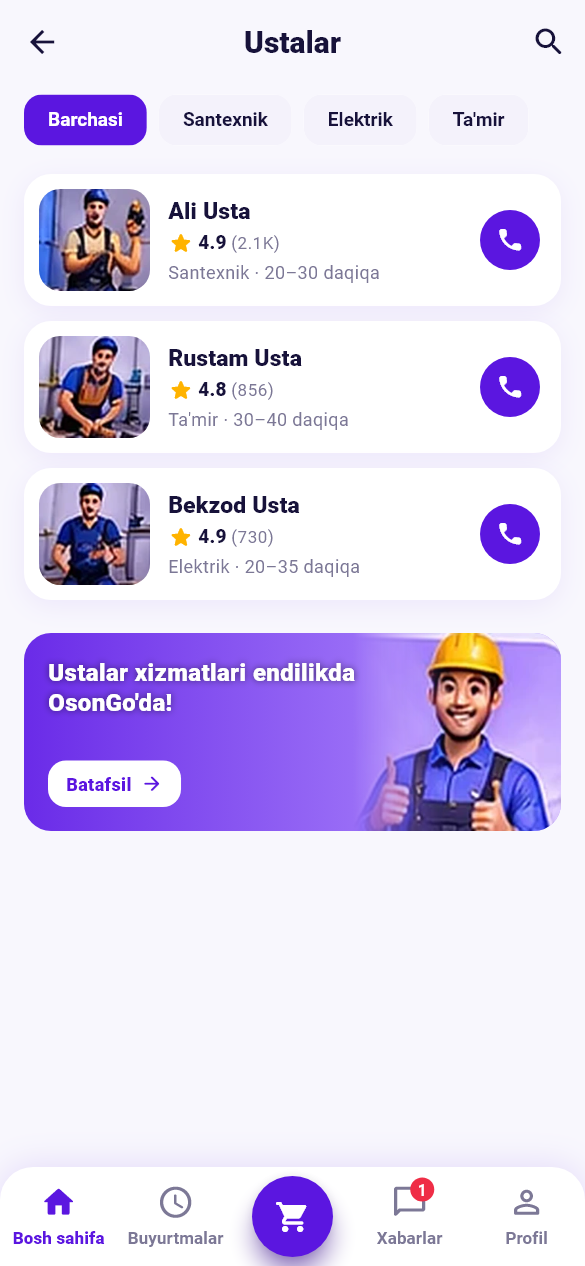 Ustalar
Barchasi
Santexnik
Elektrik
Ta'mir
Ali Usta
4.9 (2.1K)
Santexnik · 20–30 daqiqa
Rustam Usta
4.8 (856)
Ta'mir · 30–40 daqiqa
Bekzod Usta
4.9 (730)
Elektrik · 20–35 daqiqa
Ustalar xizmatlari endilikda
OsonGo'da!
Batafsil
1
Bosh sahifa
Buyurtmalar
Xabarlar
Profil